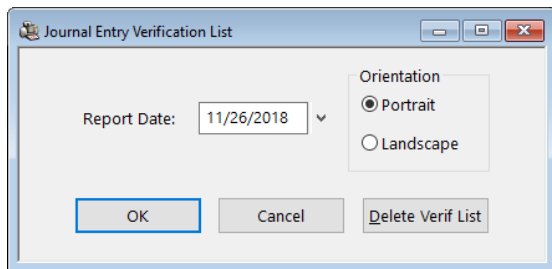 Journal Entry Verification List
Orientation
Portrait
Report Date: 11/26/2018
Landscape
OK Cancel Delete Verif List